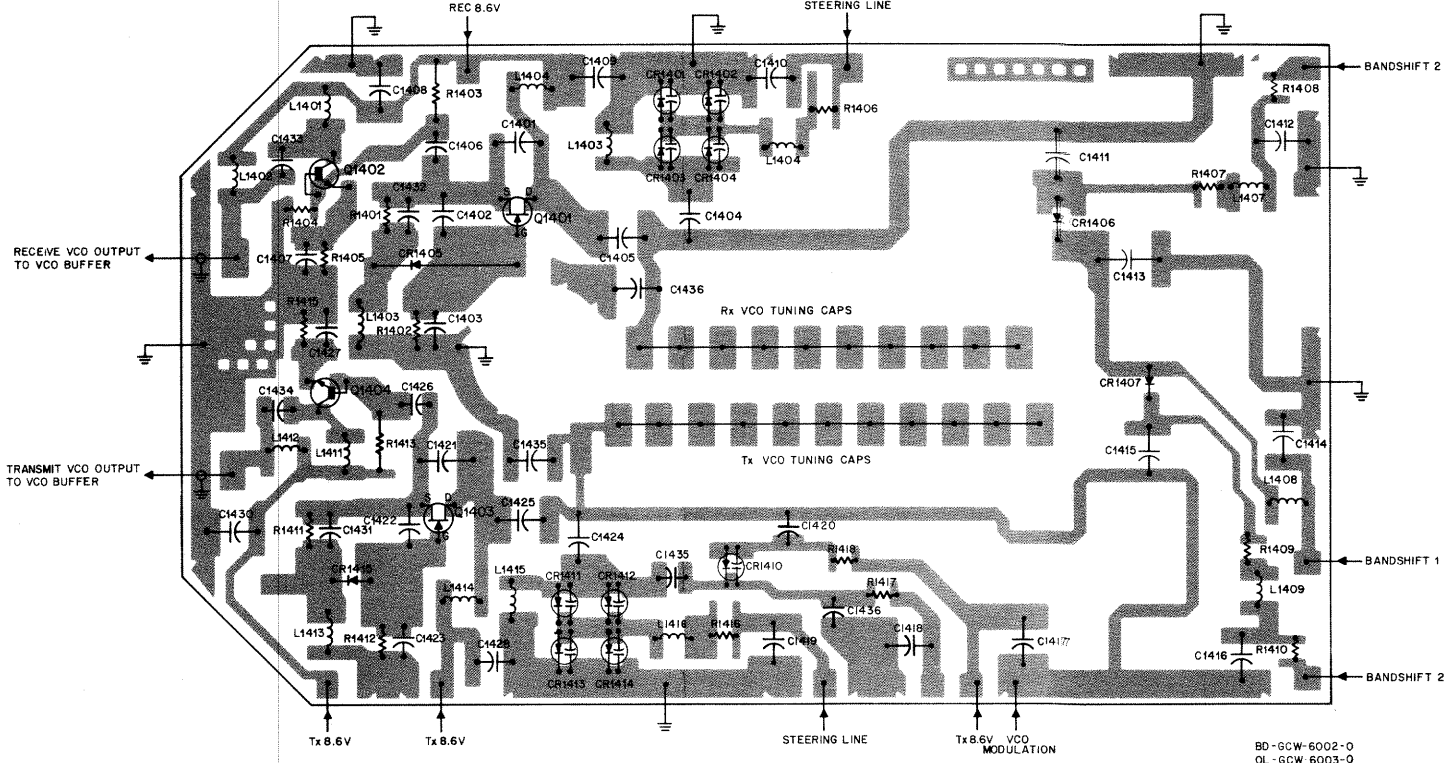 REC 8.6V
STEERING LINE
BANDSHIFT 2
C1408
R1403
L1404
C1409
CR1401
CR1402
C1410
R1406
R1408
L1401
C1433
C1401
C1406
L1403
L1404
C1411
C1412
L1402
Q1402
CR1403
CR1404
R1407
L1407
R1404
R1401
C1432
C1402
S
D
Q1401
G
C1404
CR1406
RECEIVE VCO OUTPUT
TO VCO BUFFER
C1407
R1405
CR1405
C1405
C1413
C1436
R1415
C1427
L1403
R1402
C1403
Rx VCO TUNING CAPS
Q1404
C1434
C1426
CR1407
L1412
L1411
R1413
C1421
C1435
Tx VCO TUNING CAPS
C1415
C1414
TRANSMIT VCO OUTPUT
TO VCO BUFFER
L1408
C1430
R1411
C1431
C1422
S
D
Q1403
G
C1425
C1424
C1420
C1435
CR1410
R1418
R1409
BANDSHIFT 1
CR1415
L1414
L1415
CR1411
CR1412
R1417
C1436
L1409
L1413
R1412
C1423
C1428
L1416
R1416
C1419
C1418
C1417
C1416
R1410
CR1413
CR1414
BANDSHIFT 2
Tx 8.6V
Tx 8.6V
STEERING LINE
Tx 8.6V
VCO
MODULATION
BD-GCW-6002-0
OL-GCW-6003-0